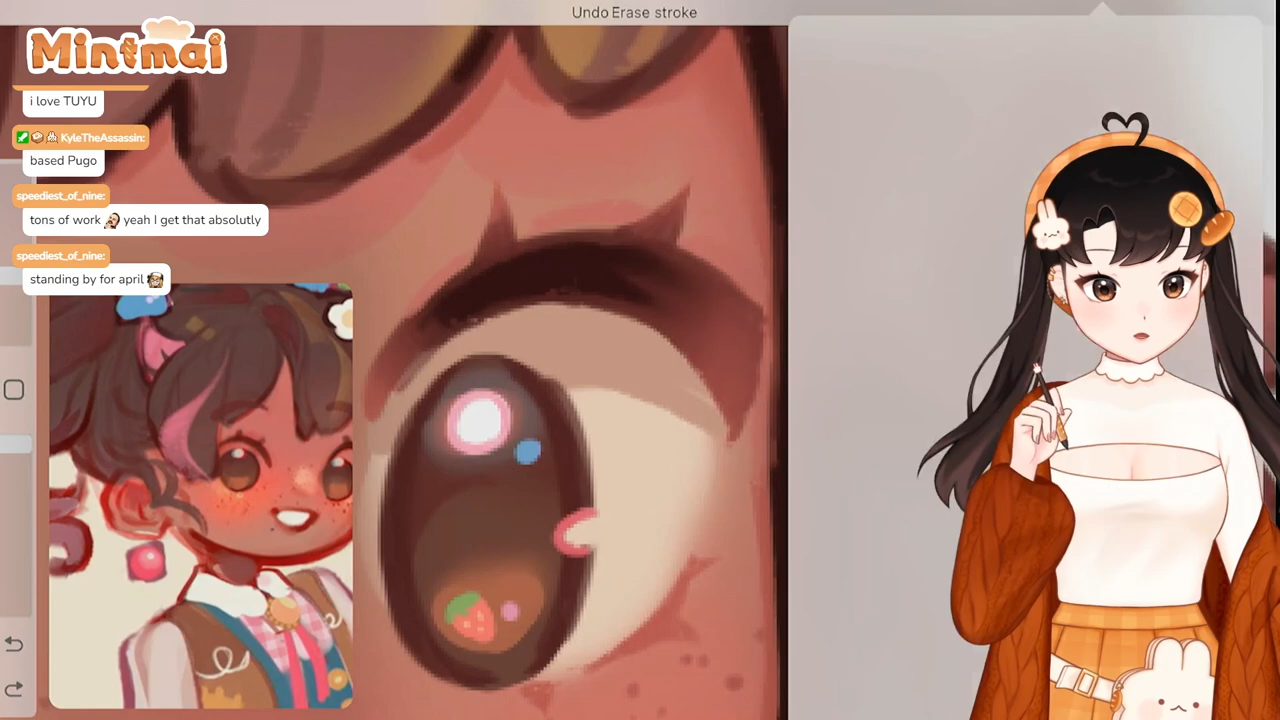 Undo Erase stroke
Mintmai
i love TUYU
KyleTheAssassin:
based Pugo
speediest_of_nine:
tons of work yeah I get that absolutly
speediest_of_nine:
standing by for april